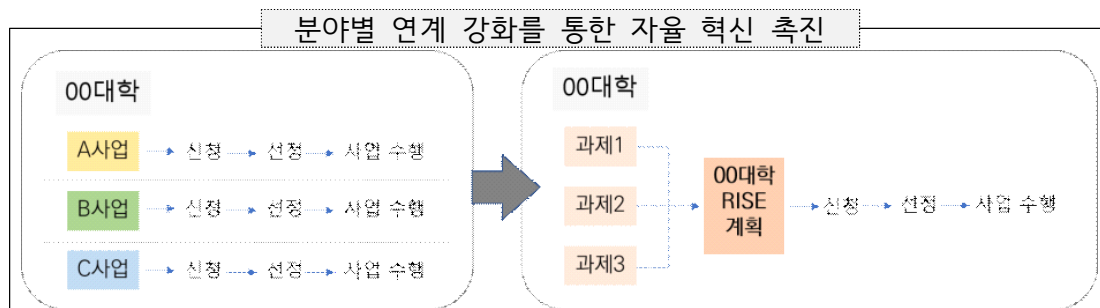 분야별 연계 강화를 통한 자율 혁신 촉진
00대학
A사업 신청 선정 사업 수행
B사업 신청 선정 사업 수행
C사업 신청 선정 사업 수행
00대학
과제1
과제2
과제3
00대학
RISE
계획
신청 선정 사업 수행